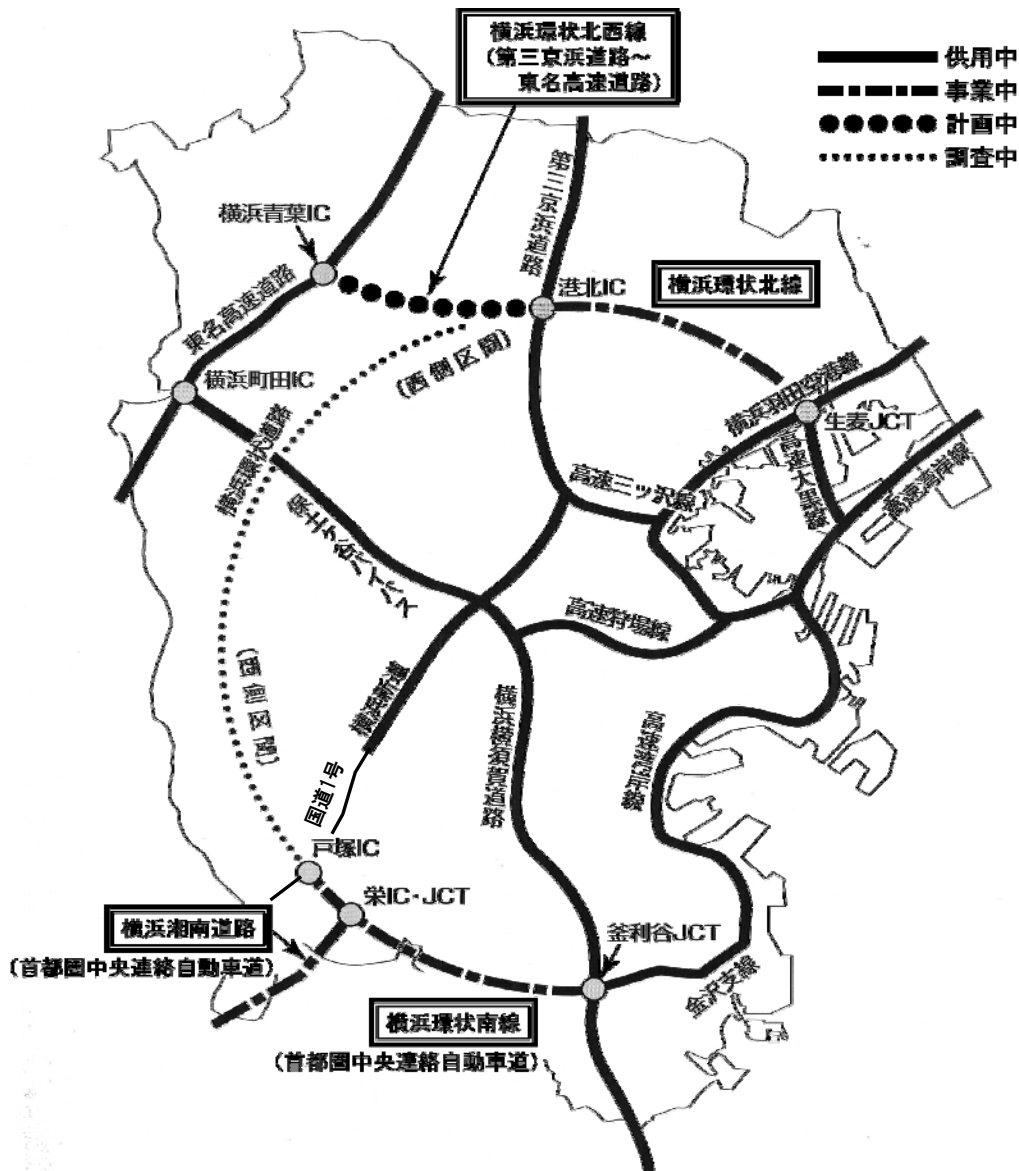 横浜環状北西線
(第三京浜道路～
東名高速道路)
供用中
事業中
計画中
調査中
第三京浜道路
横浜青葉IC
東名高速道路
港北IC
横浜環状北線
(西側区間)
横浜町田IC
横浜環状道路
横浜羽田空港線
生麦JCT
高速大黒線
高速湾岸線
高速三ッ沢線
保土ヶ谷バイパス
高速狩場線
(西側区間)
横浜新道
横浜横須賀道路
高速湾岸線
国道1号
戸塚IC
栄IC・JCT
横浜湘南道路
(首都圏中央連絡自動車道)
釜利谷JCT
金沢支線
横浜環状南線
(首都圏中央連絡自動車道)